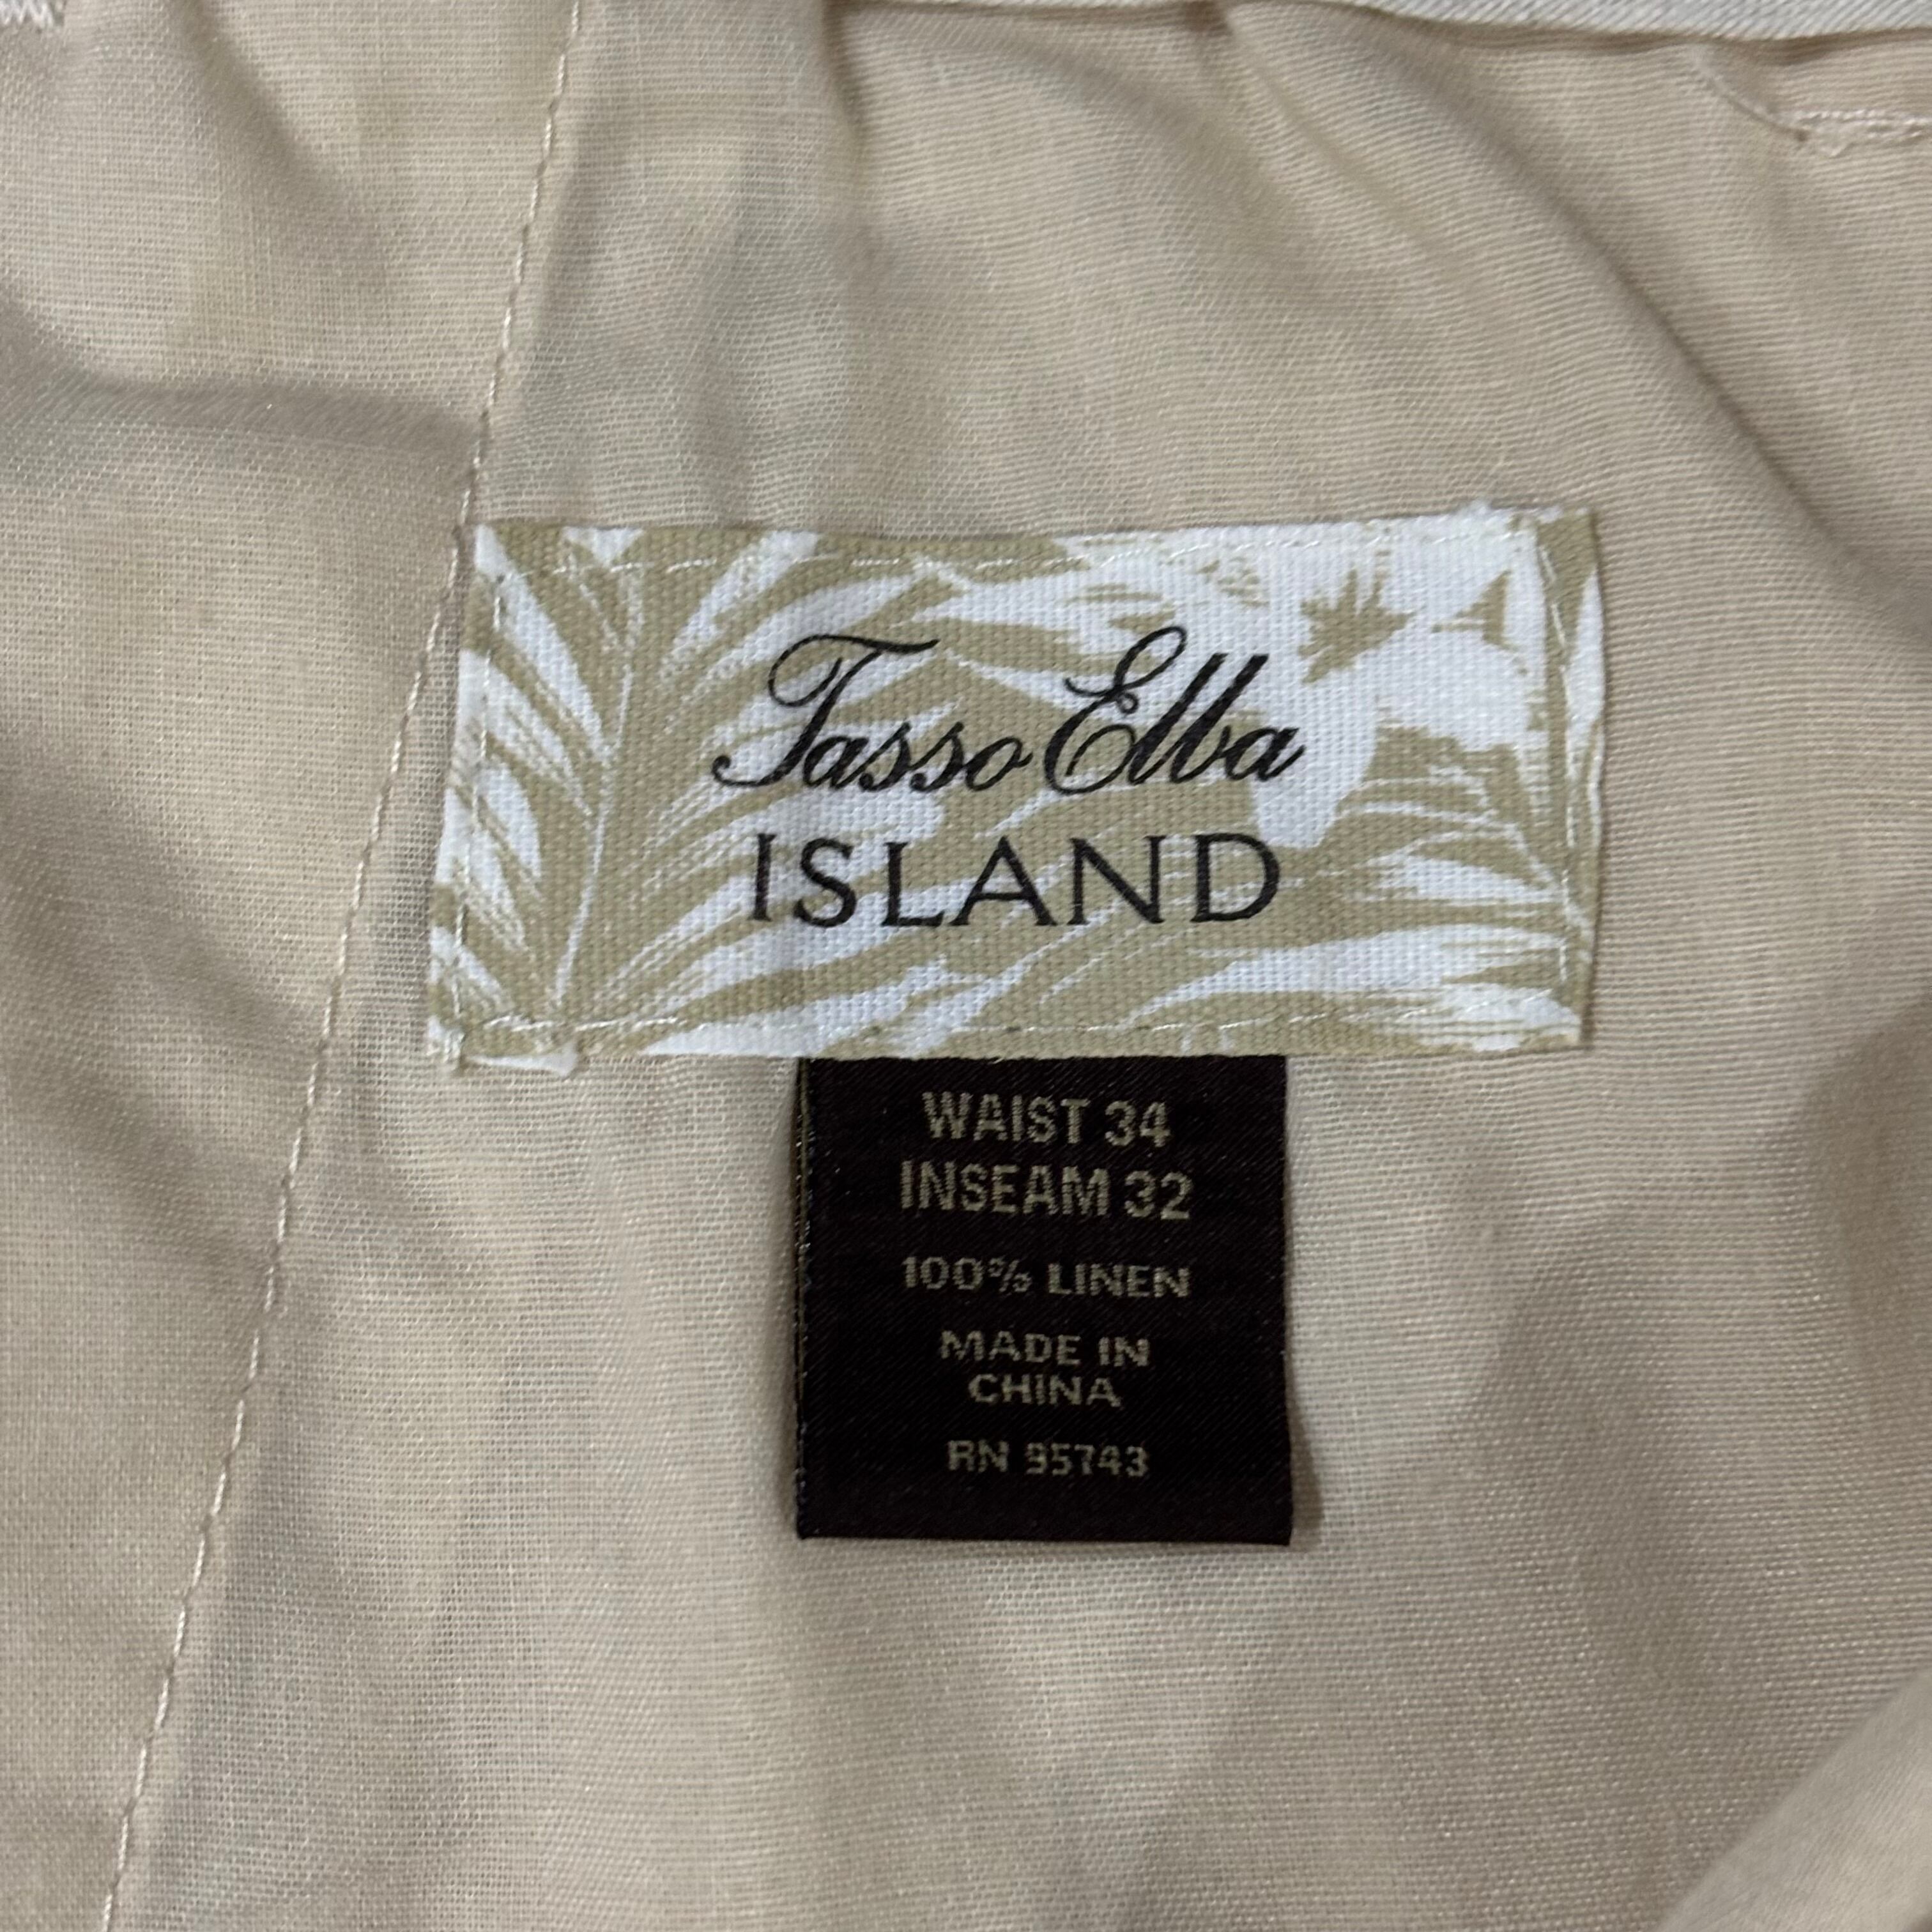 Tasso Elba
ISLAND
WAIST 34
INSEAM 32
100% LINEN
MADE IN
CHINA
RN 95743